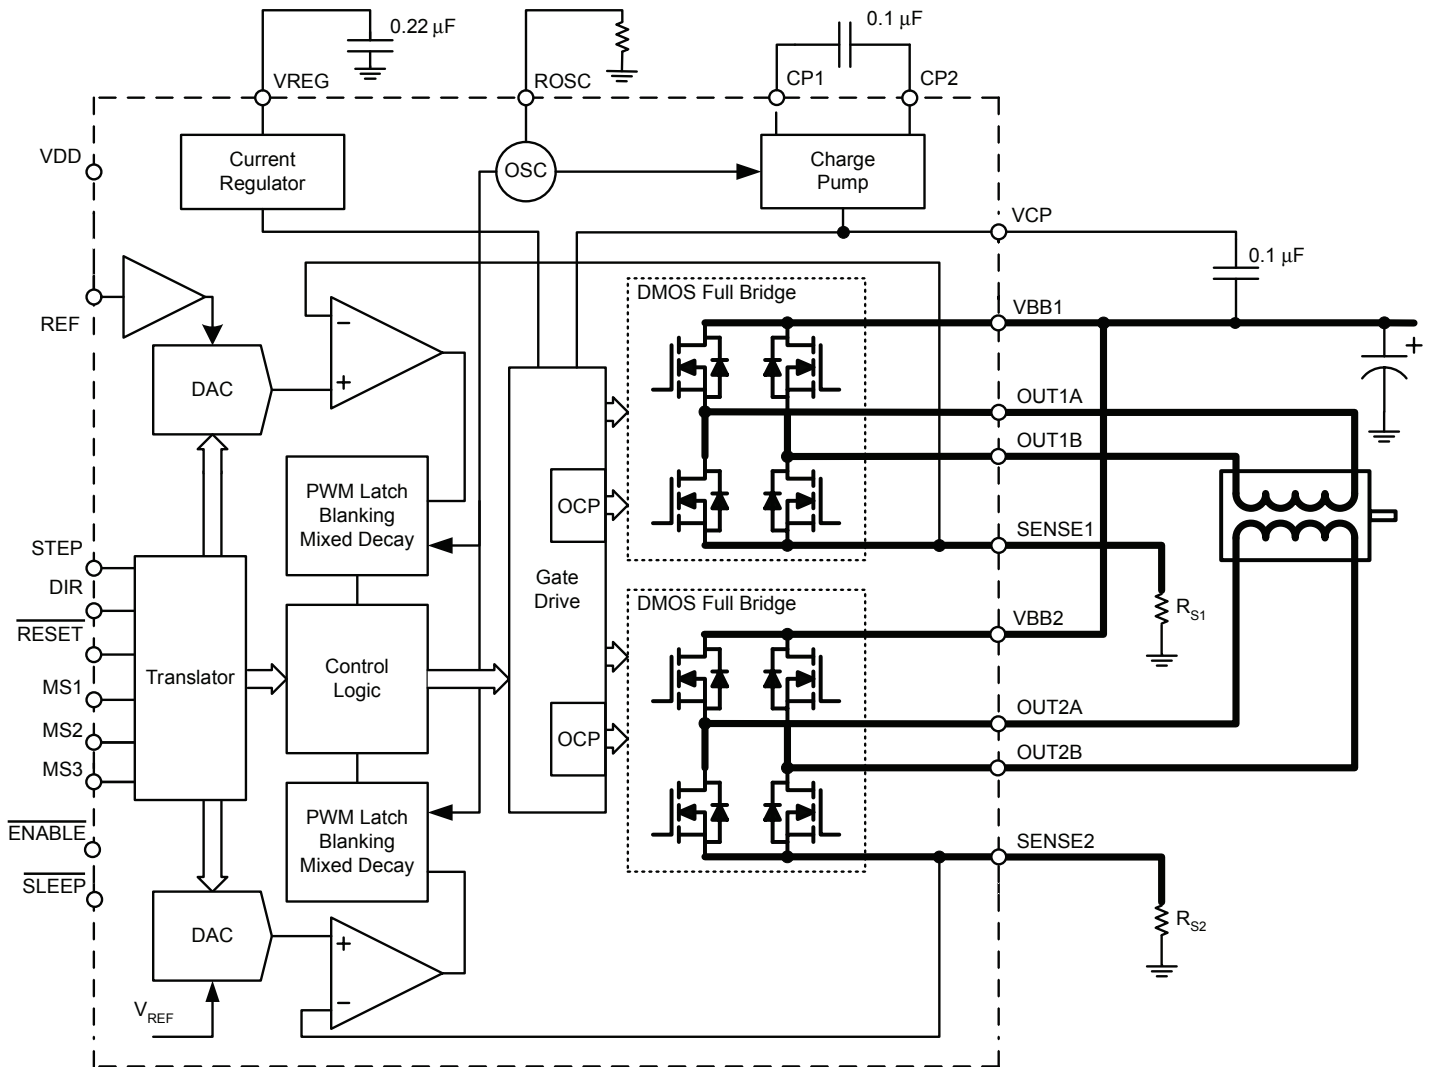 0.22 μF
0.1 μF
VREG
ROSC
CP1
CP2
VDD
Current
Regulator
OSC
Charge
Pump
VCP
0.1 μF
REF
DMOS Full Bridge
VBB1
−
+
DAC
+
OUT1A
OUT1B
PWM Latch
Blanking
Mixed Decay
OCP
SENSE1
STEP
DIR
RESET
MS1
MS2
MS3
Translator
Control
Logic
Gate
Drive
DMOS Full Bridge
RS1
VBB2
OUT2A
OCP
OUT2B
ENABLE
SLEEP
PWM Latch
Blanking
Mixed Decay
SENSE2
DAC
+
−
RS2
VREF